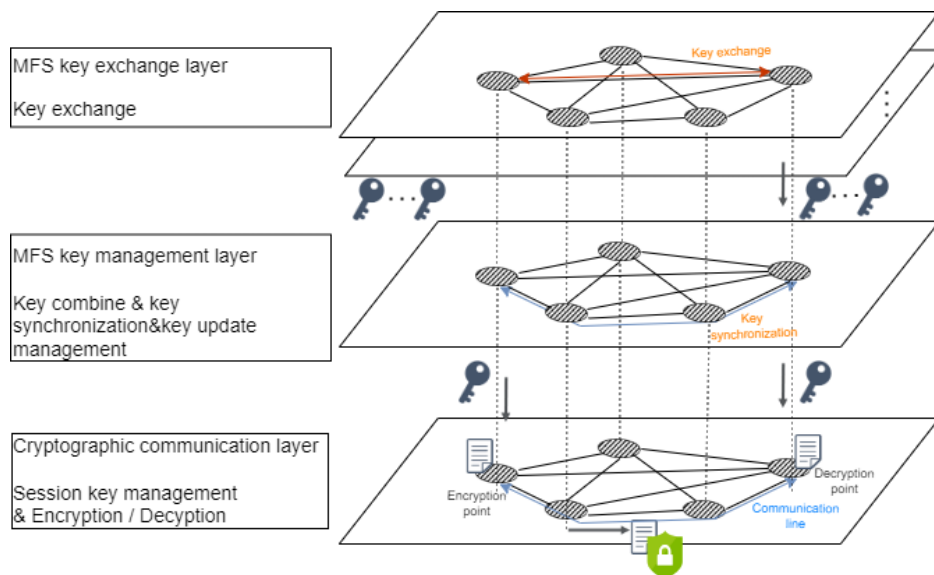 MFS key exchange layer
Key exchange
Key exchange
MFS key management layer
Key combine & key
synchronization&key update
management
Key
synchronization
Cryptographic communication layer
Session key management
& Encryption / Decyption
Encryption
point
Decryption
point
Communication
line